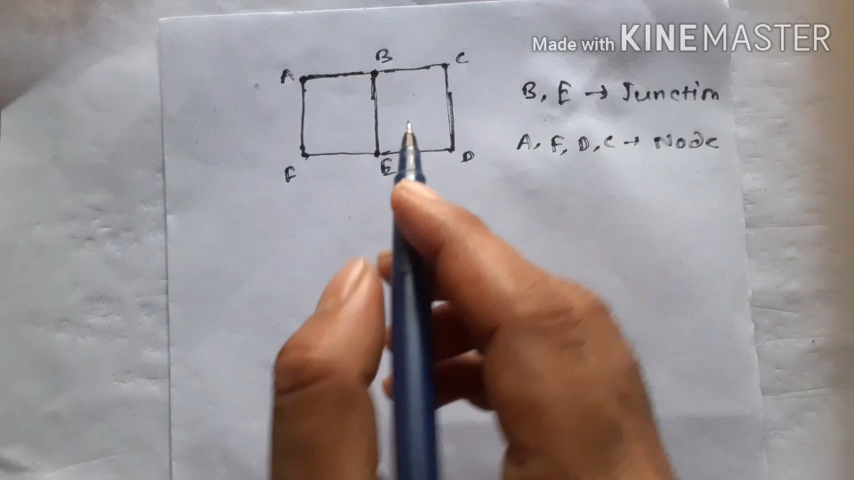 Made with KINEMASTER
A B C
F E D
B, E → Junction
A, F, D, C → Node